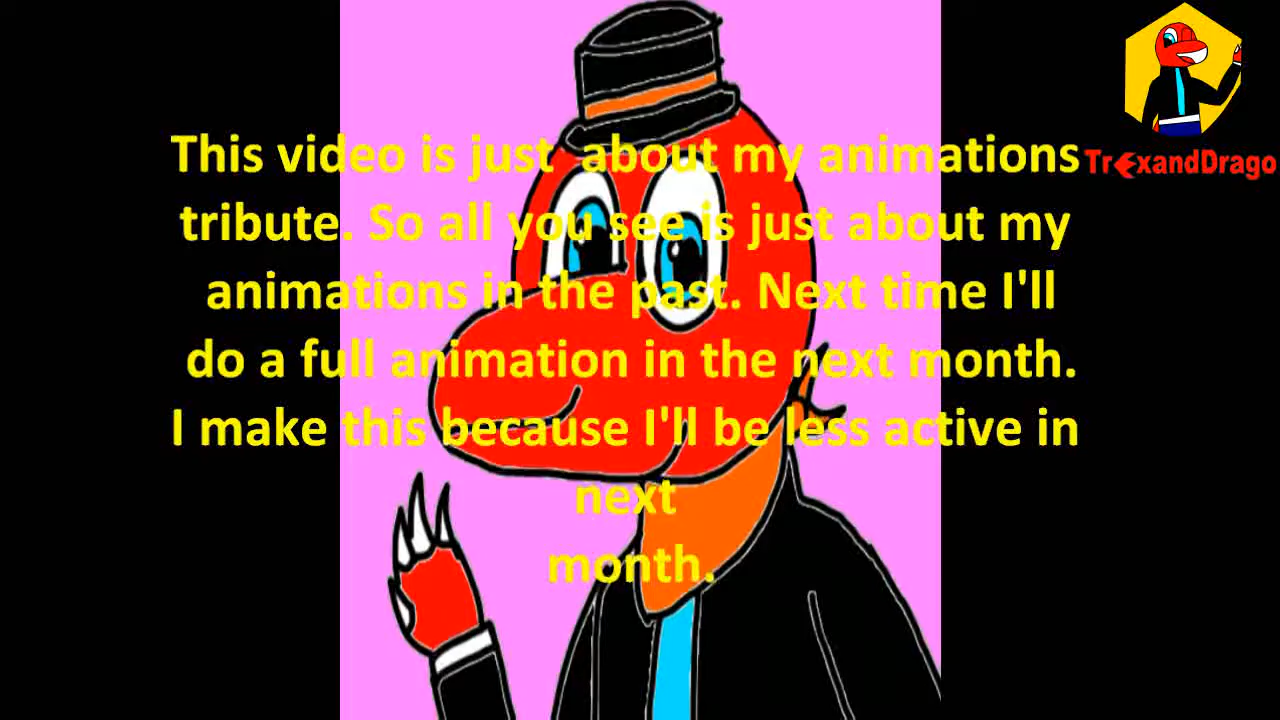 This video is just  about my animations
tribute. So all you see is just about my
animations in the past. Next time I'll
do a full animation in the next month.
I make this because I'll be less active in
next
month.
TrExandDrago